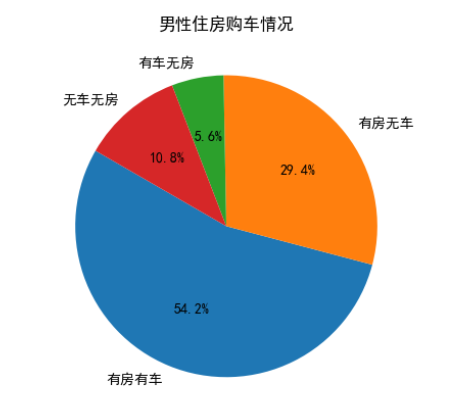 男性住房购车情况
有车无房
无车无房
有房无车
5.6%
10.8%
29.4%
54.2%
有房有车